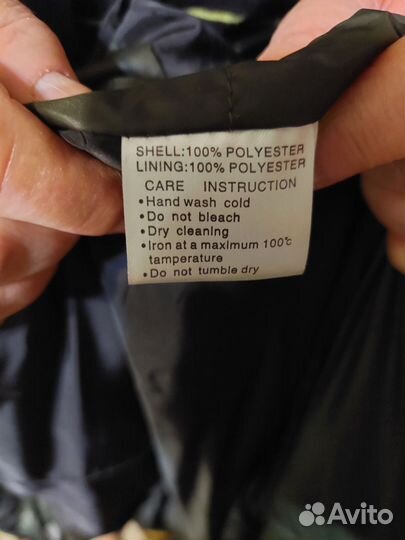 SHELL:100% POLYESTER
LINING:100% POLYESTER
CARE INSTRUCTION
•Hand wash cold
•Do not bleach
•Dry cleaning
•Iron at a maximum 100℃
tamperature
•Do not tumble dry
Avito